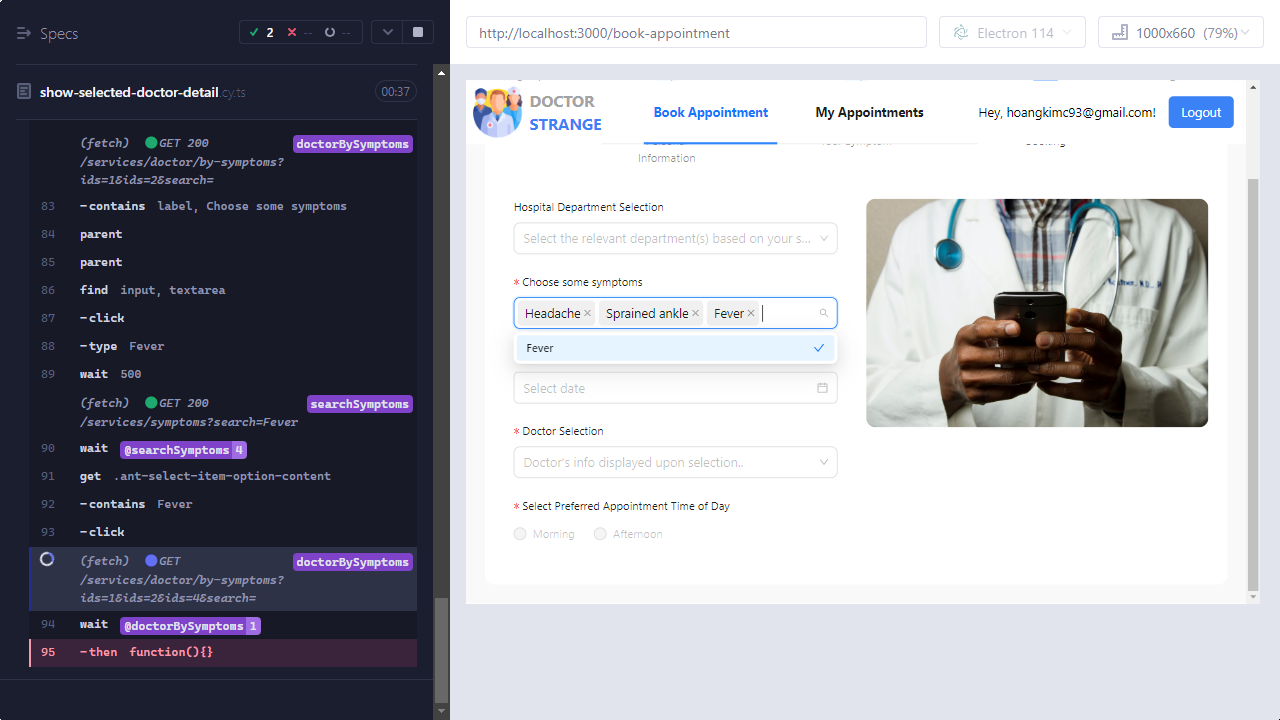 Specs
2
--
--
http://localhost:3000/book-appointment
Electron 114
1000x660 (79%)
show-selected-doctor-detail.cy.ts
00:37
(fetch) GET 200 doctorBySymptoms
/services/doctor/by-symptoms?
ids=1&ids=2&search=
83 -contains label, Choose some symptoms
84 parent
85 parent
86 find input, textarea
87 -click
88 -type Fever
89 wait 500
(fetch) GET 200 searchSymptoms
/services/symptoms?search=Fever
90 wait @searchSymptoms 4
91 get .ant-select-item-option-content
92 -contains Fever
93 -click
(fetch) GET doctorBySymptoms
/services/doctor/by-symptoms?
ids=1&ids=2&ids=4&search=
94 wait @doctorBySymptoms 1
95 -then function(){}
DOCTOR
STRANGE
Book Appointment
My Appointments
Hey, hoangkimc93@gmail.com!
Logout
Information
Hospital Department Selection
Select the relevant department(s) based on your s...
* Choose some symptoms
Headache
Sprained ankle
Fever
Fever
Select date
* Doctor Selection
Doctor's info displayed upon selection..
* Select Preferred Appointment Time of Day
Morning
Afternoon